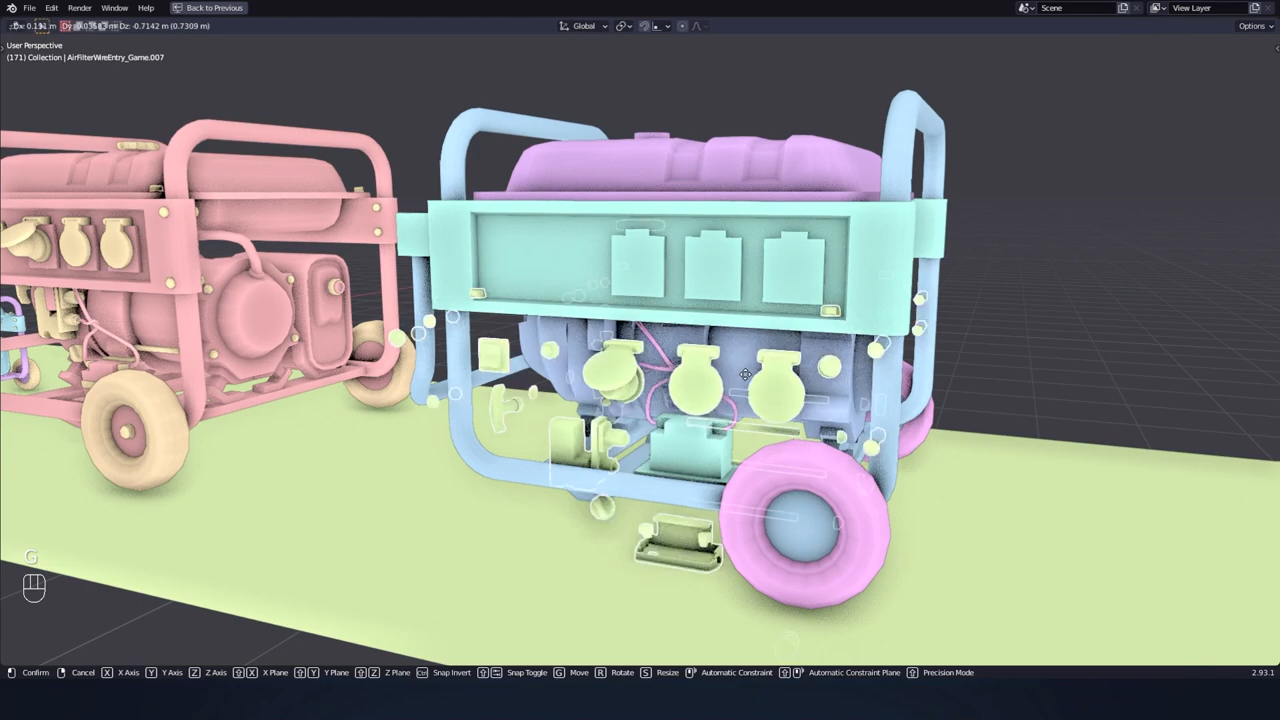 File Edit Render Window Help Back to Previous Scene View Layer
m Dz: -0.7142 m (0.7309 m) Global Options
User Perspective
(171) Collection | AirFilterWireEntry_Game.007
G
Confirm Cancel X X Axis Y Y Axis Z Z Axis X X Plane Y Y Plane Z Z Plane Ctrl Snap Invert Snap Toggle G Move R Rotate S Resize Automatic Constraint Automatic Constraint Plane Precision Mode 2.93.1